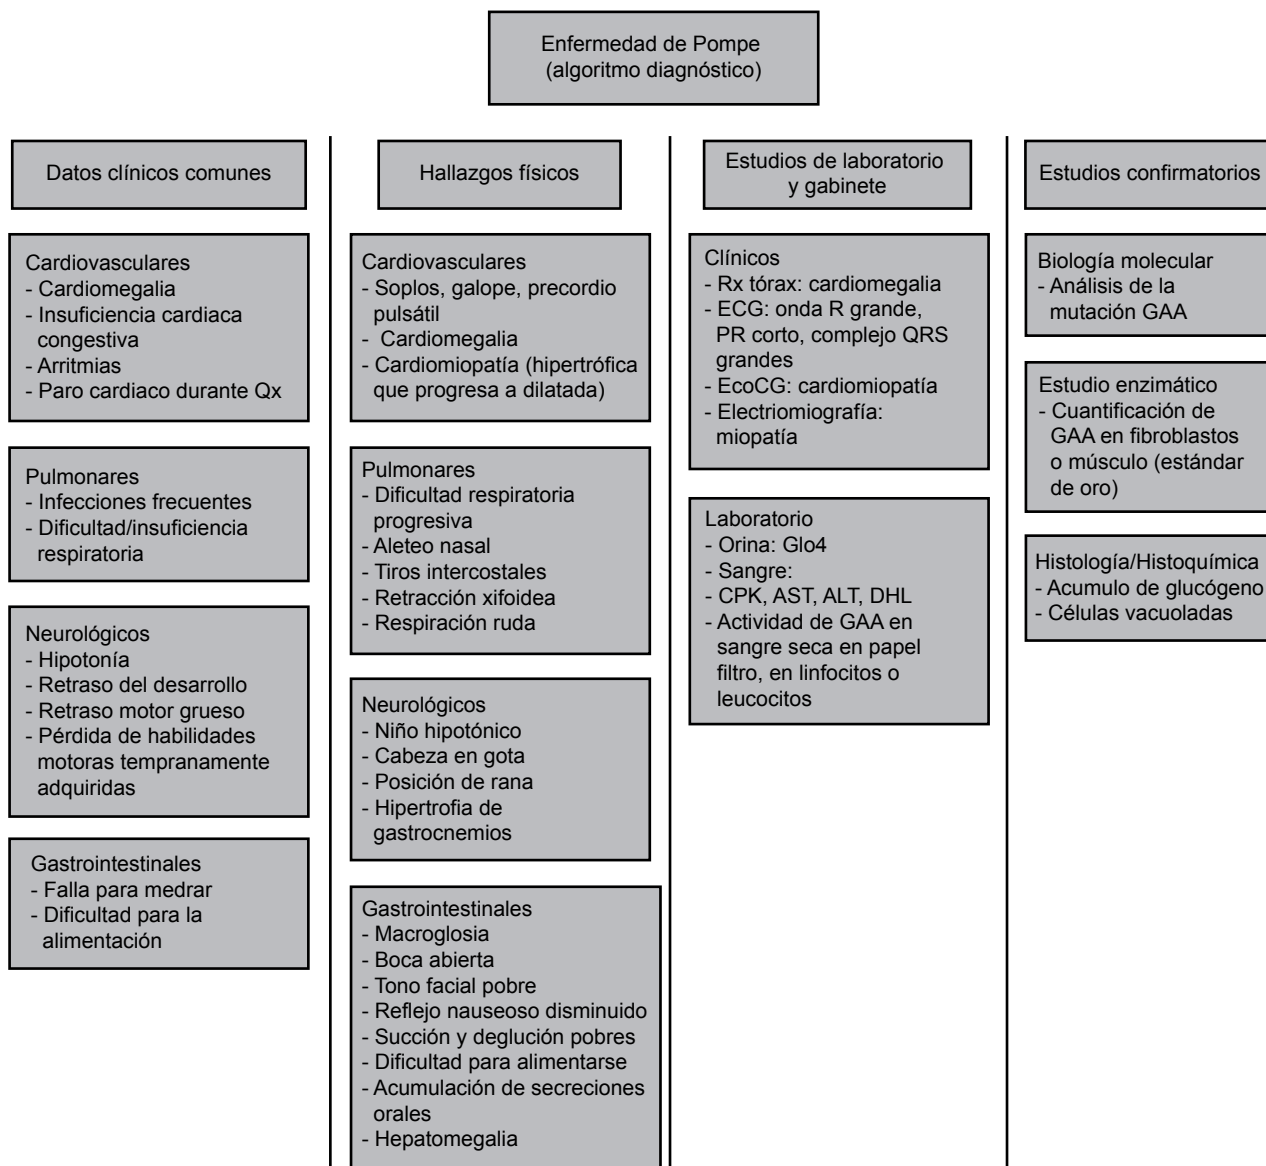 Enfermedad de Pompe
(algoritmo diagnóstico)
Datos clínicos comunes
Cardiovasculares
- Cardiomegalia
- Insuficiencia cardiaca
congestiva
- Arritmias
- Paro cardiaco durante Qx
Pulmonares
- Infecciones frecuentes
- Dificultad/insuficiencia
respiratoria
Neurológicos
- Hipotonía
- Retraso del desarrollo
- Retraso motor grueso
- Pérdida de habilidades
motoras tempranamente
adquiridas
Gastrointestinales
- Falla para medrar
- Dificultad para la
alimentación
Hallazgos físicos
Cardiovasculares
- Soplos, galope, precordio
pulsátil
- Cardiomegalia
- Cardiomiopatía (hipertrófica
que progresa a dilatada)
Pulmonares
- Dificultad respiratoria
progresiva
- Aleteo nasal
- Tiros intercostales
- Retracción xifoidea
- Respiración ruda
Neurológicos
- Niño hipotónico
- Cabeza en gota
- Posición de rana
- Hipertrofia de
gastrocnemios
Gastrointestinales
- Macroglosia
- Boca abierta
- Tono facial pobre
- Reflejo nauseoso disminuido
- Succión y deglución pobres
- Dificultad para alimentarse
- Acumulación de secreciones
orales
- Hepatomegalia
Estudios de laboratorio
y gabinete
Clínicos
- Rx tórax: cardiomegalia
- ECG: onda R grande,
PR corto, complejo QRS
grandes
- EcoCG: cardiomiopatía
- Electriomiografía:
miopatía
Laboratorio
- Orina: Glo4
- Sangre:
- CPK, AST, ALT, DHL
- Actividad de GAA en
sangre seca en papel
filtro, en linfocitos o
leucocitos
Estudios confirmatorios
Biología molecular
- Análisis de la
mutación GAA
Estudio enzimático
- Cuantificación de
GAA en fibroblastos
o músculo (estándar
de oro)
Histología/Histoquímica
- Acumulo de glucógeno
- Células vacuoladas